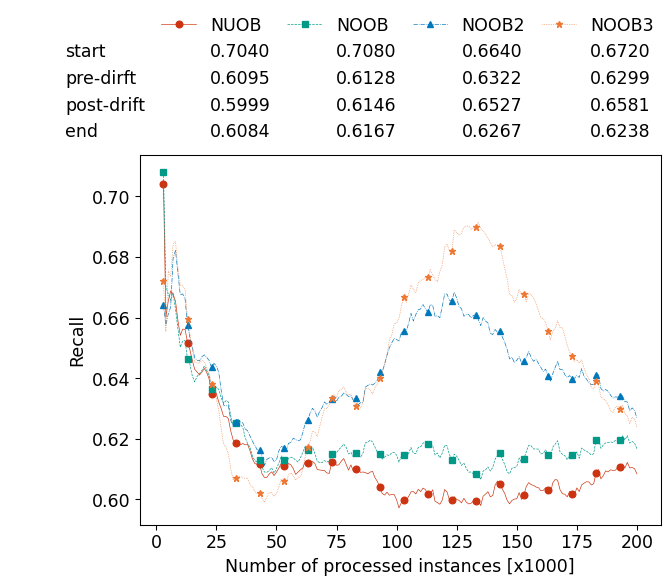 NUOB NOOB NOOB2 NOOB3
start 0.7040 0.7080 0.6640 0.6720
pre-dirft 0.6095 0.6128 0.6322 0.6299
post-drift 0.5999 0.6146 0.6527 0.6581
end 0.6084 0.6167 0.6267 0.6238
0.70
0.68
0.66
0.64
0.62
0.60
Recall
0 25 50 75 100 125 150 175 200
Number of processed instances [x1000]